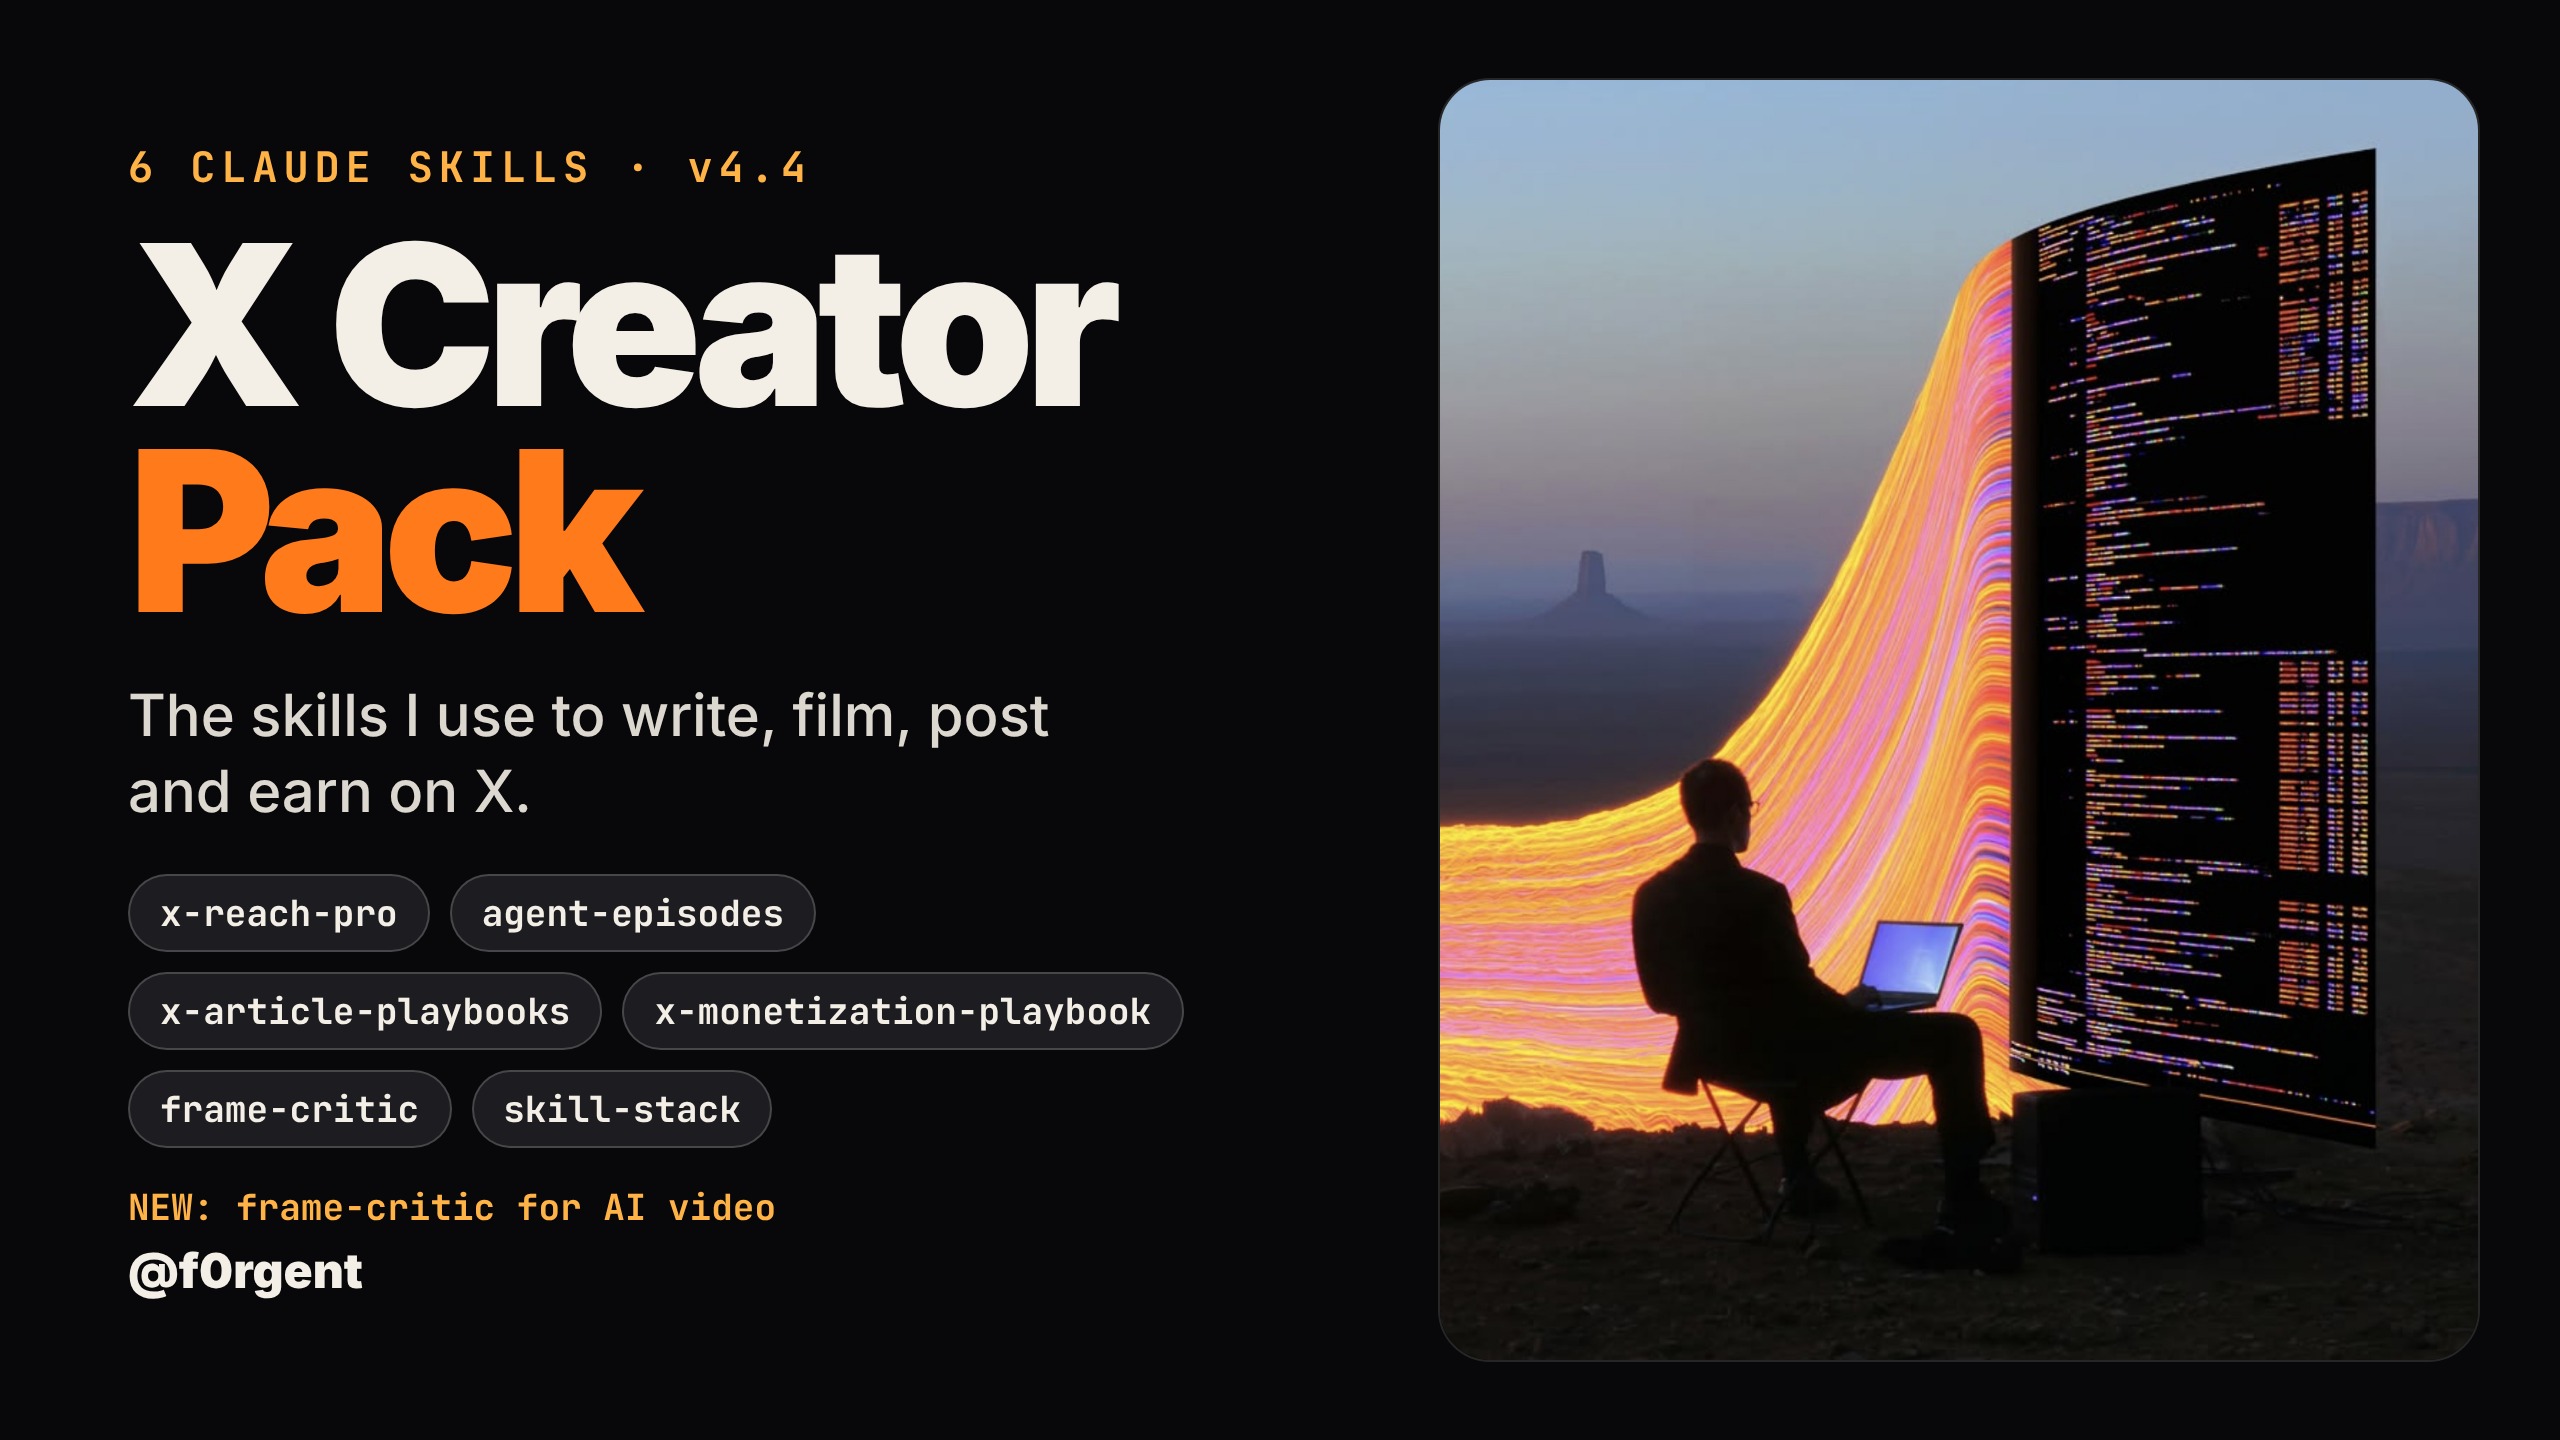 6 CLAUDE SKILLS · v4.4
X Creator
Pack
The skills I use to write, film, post
and earn on X.
x-reach-pro
agent-episodes
x-article-playbooks
x-monetization-playbook
frame-critic
skill-stack
NEW: frame-critic for AI video
@f0rgent